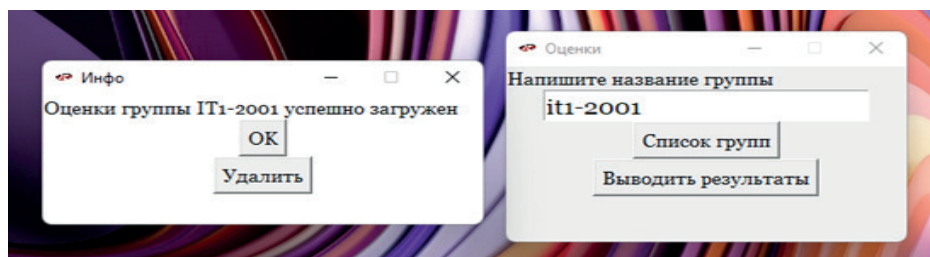 Инфо
Оценки группы IT1-2001 успешно загружен
OK
Удалить
Оценки
Напишите название группы
it1-2001
Список групп
Выводить результаты